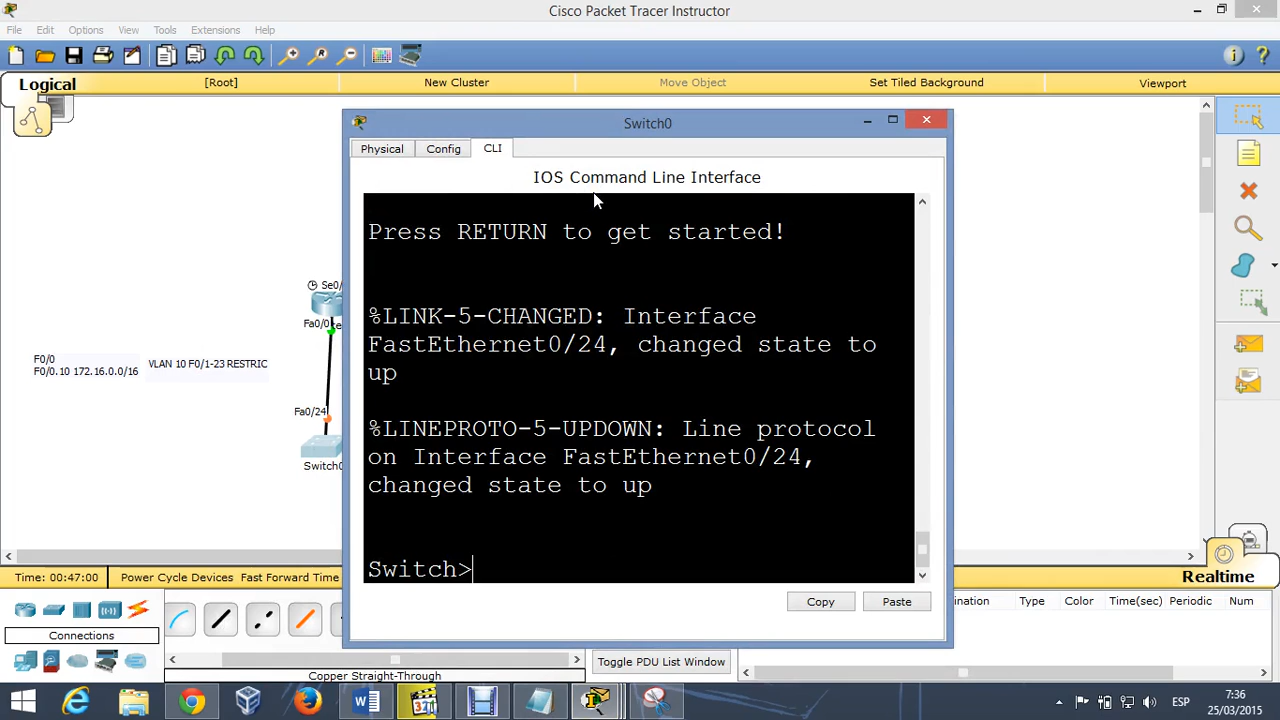 Cisco Packet Tracer Instructor
File Edit Options View Tools Extensions Help
Logical
[Root]
New Cluster
Move Object
Set Tiled Background
Viewport
Switch0
Physical Config CLI
IOS Command Line Interface
Press RETURN to get started!
%LINK-5-CHANGED: Interface
FastEthernet0/24, changed state to
up
%LINEPROTO-5-UPDOWN: Line protocol
on Interface FastEthernet0/24,
changed state to up
Switch>
Copy Paste
Se0/
Fa0/0
F0/0
F0/0.10 172.16.0.0/16
VLAN 10 F0/1-23 RESTRIC
Fa0/24
Switch0
Time: 00:47:00 Power Cycle Devices Fast Forward Time
Realtime
Connections
Copper Straight-Through
Toggle PDU List Window
ination Type Color Time(sec) Periodic Num
ESP
7:36
25/03/2015